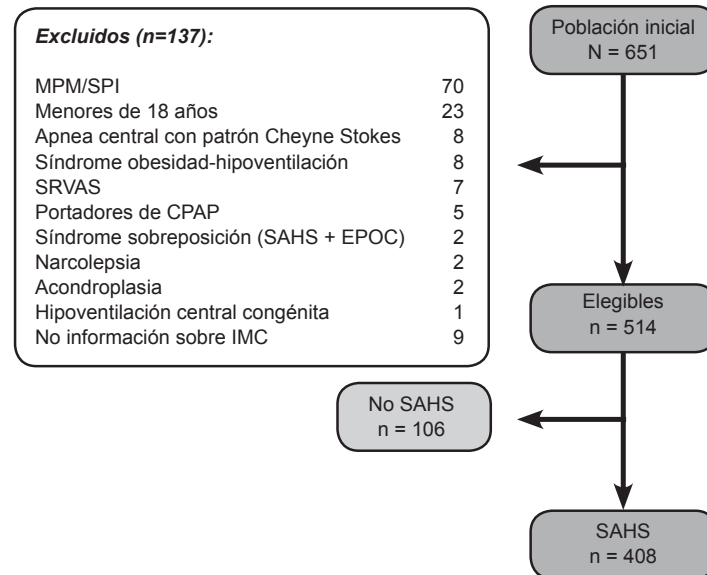 Población inicial
N = 651
Excluidos (n=137):
MPM/SPI 70
Menores de 18 años 23
Apnea central con patrón Cheyne Stokes 8
Síndrome obesidad-hipoventilación 8
SRVAS 7
Portadores de CPAP 5
Síndrome sobreposición (SAHS + EPOC) 2
Narcolepsia 2
Acondroplasia 2
Hipoventilación central congénita 1
No información sobre IMC 9
Elegibles
n = 514
No SAHS
n = 106
SAHS
n = 408